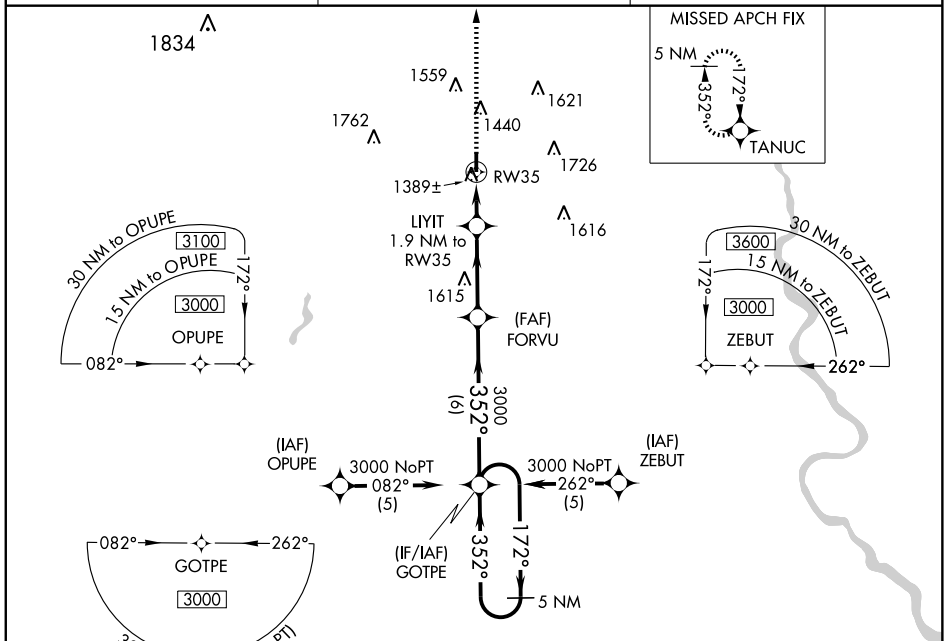 1834
MISSED APCH FIX
5 NM
352°
172°
TANUC
1559
1621
1440
1762
1726
1389±
RW35
1616
LIYIT
1.9 NM to
RW35
1615
(FAF)
FORVU
30 NM to OPUPE
3100
15 NM to OPUPE
3000
172°
OPUPE
082°
30 NM to ZEBUT
3600
15 NM to ZEBUT
3000
172°
ZEBUT
262°
3000
352°
(6)
(IAF)
OPUPE
3000 NoPT
082°
(5)
(IAF)
ZEBUT
3000 NoPT
262°
(5)
(IF/IAF)
GOTPE
352°
172°
5 NM
082°
262°
GOTPE
3000
PT)